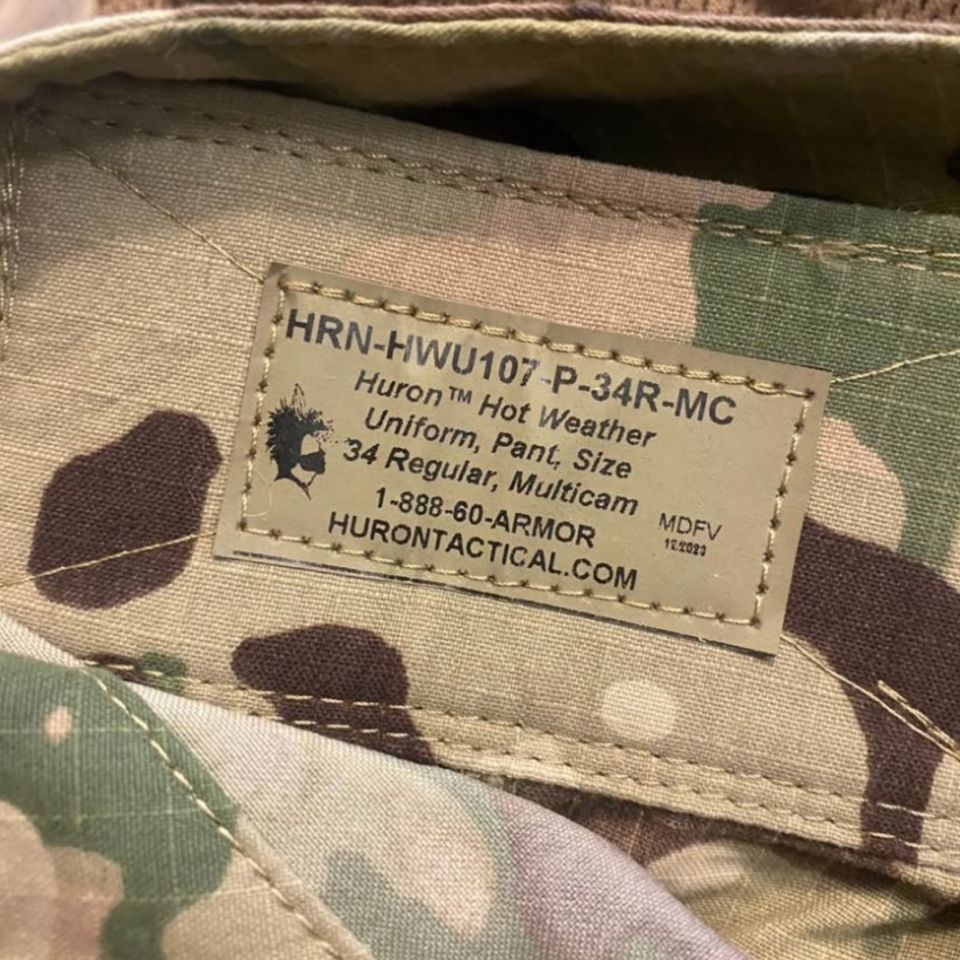 HRN-HWU107-P-34R-MC
Huron™ Hot Weather
Uniform, Pant, Size
34 Regular, Multicam
1-888-60-ARMOR
HURONTACTICAL.COM
MDFV
12.2023